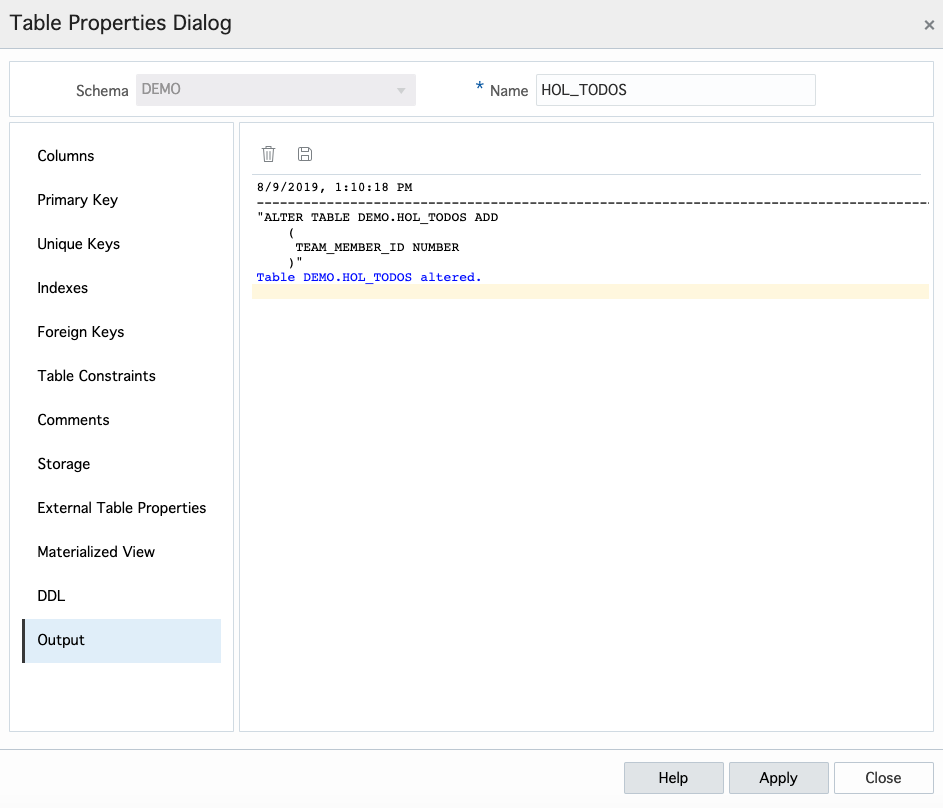 Table Properties Dialog
Schema DEMO * Name HOL_TODOS
Columns
Primary Key
Unique Keys
Indexes
Foreign Keys
Table Constraints
Comments
Storage
External Table Properties
Materialized View
DDL
Output
8/9/2019, 1:10:18 PM
"ALTER TABLE DEMO.HOL_TODOS ADD
(
TEAM_MEMBER_ID NUMBER
)"
Table DEMO.HOL_TODOS altered.
Help Apply Close